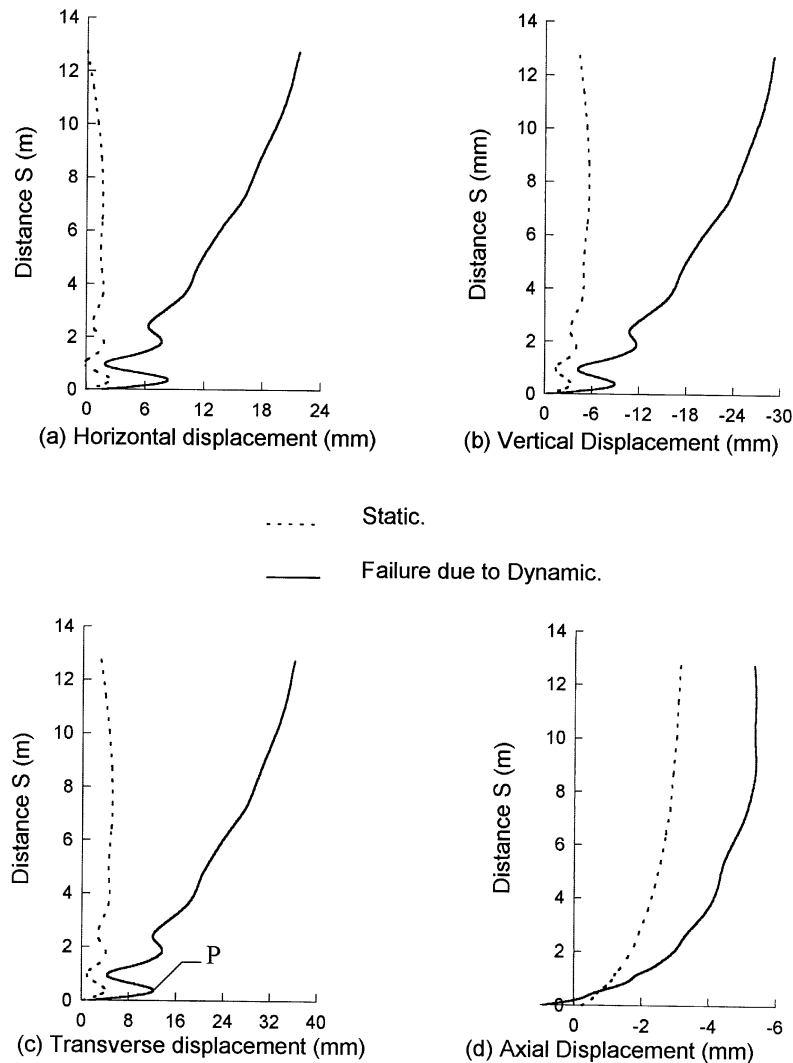 14
12
10
8
6
4
2
0
Distance S (m)
0 6 12 18 24
(a) Horizontal displacement (mm)
14
12
10
8
6
4
2
0
Distance S (mm)
0 -6 -12 -18 -24 -30
(b) Vertical Displacement (mm)
Static.
Failure due to Dynamic.
14
12
10
8
6
4
2
0
Distance S (m)
P
0 8 16 24 32 40
(c) Transverse displacement (mm)
14
12
10
8
6
4
2
0
Distance S (m)
0 -2 -4 -6
(d) Axial Displacement (mm)